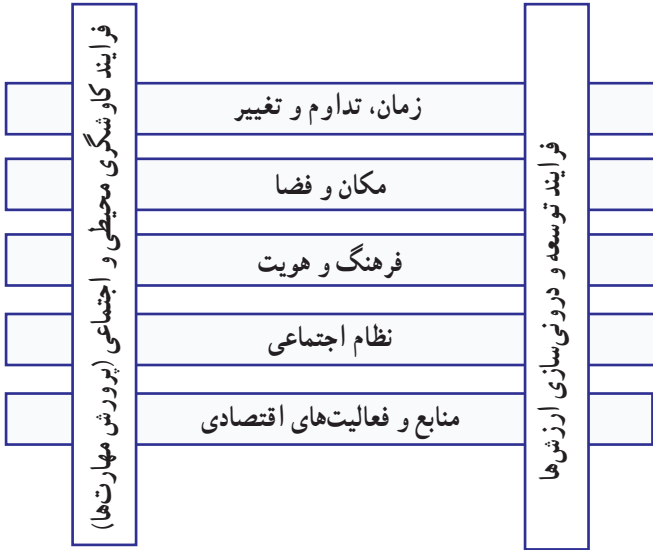 زمان، تداوم و تغییر
مکان و فضا
فرهنگ و هویت
نظام اجتماعی
منابع و فعالیت‌های اقتصادی
فرایند توسعه و درونی‌سازی ارزش‌ها
فرایند کاوشگری محیطی و اجتماعی (پرورش مهارت‌ها)